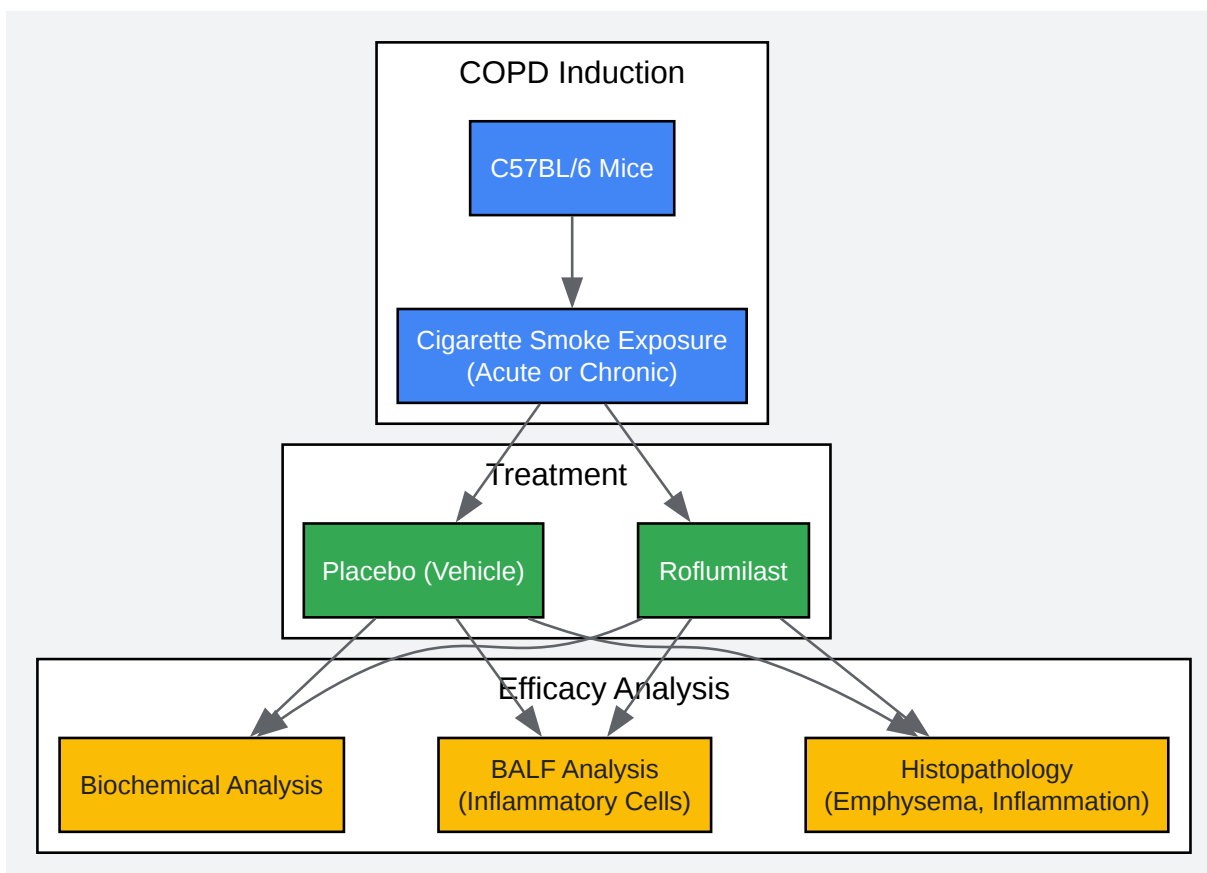 COPD Induction
C57BL/6 Mice
Cigarette Smoke Exposure
(Acute or Chronic)
Treatment
Placebo (Vehicle)
Roflumilast
Efficacy Analysis
Biochemical Analysis
BALF Analysis
(Inflammatory Cells)
Histopathology
(Emphysema, Inflammation)